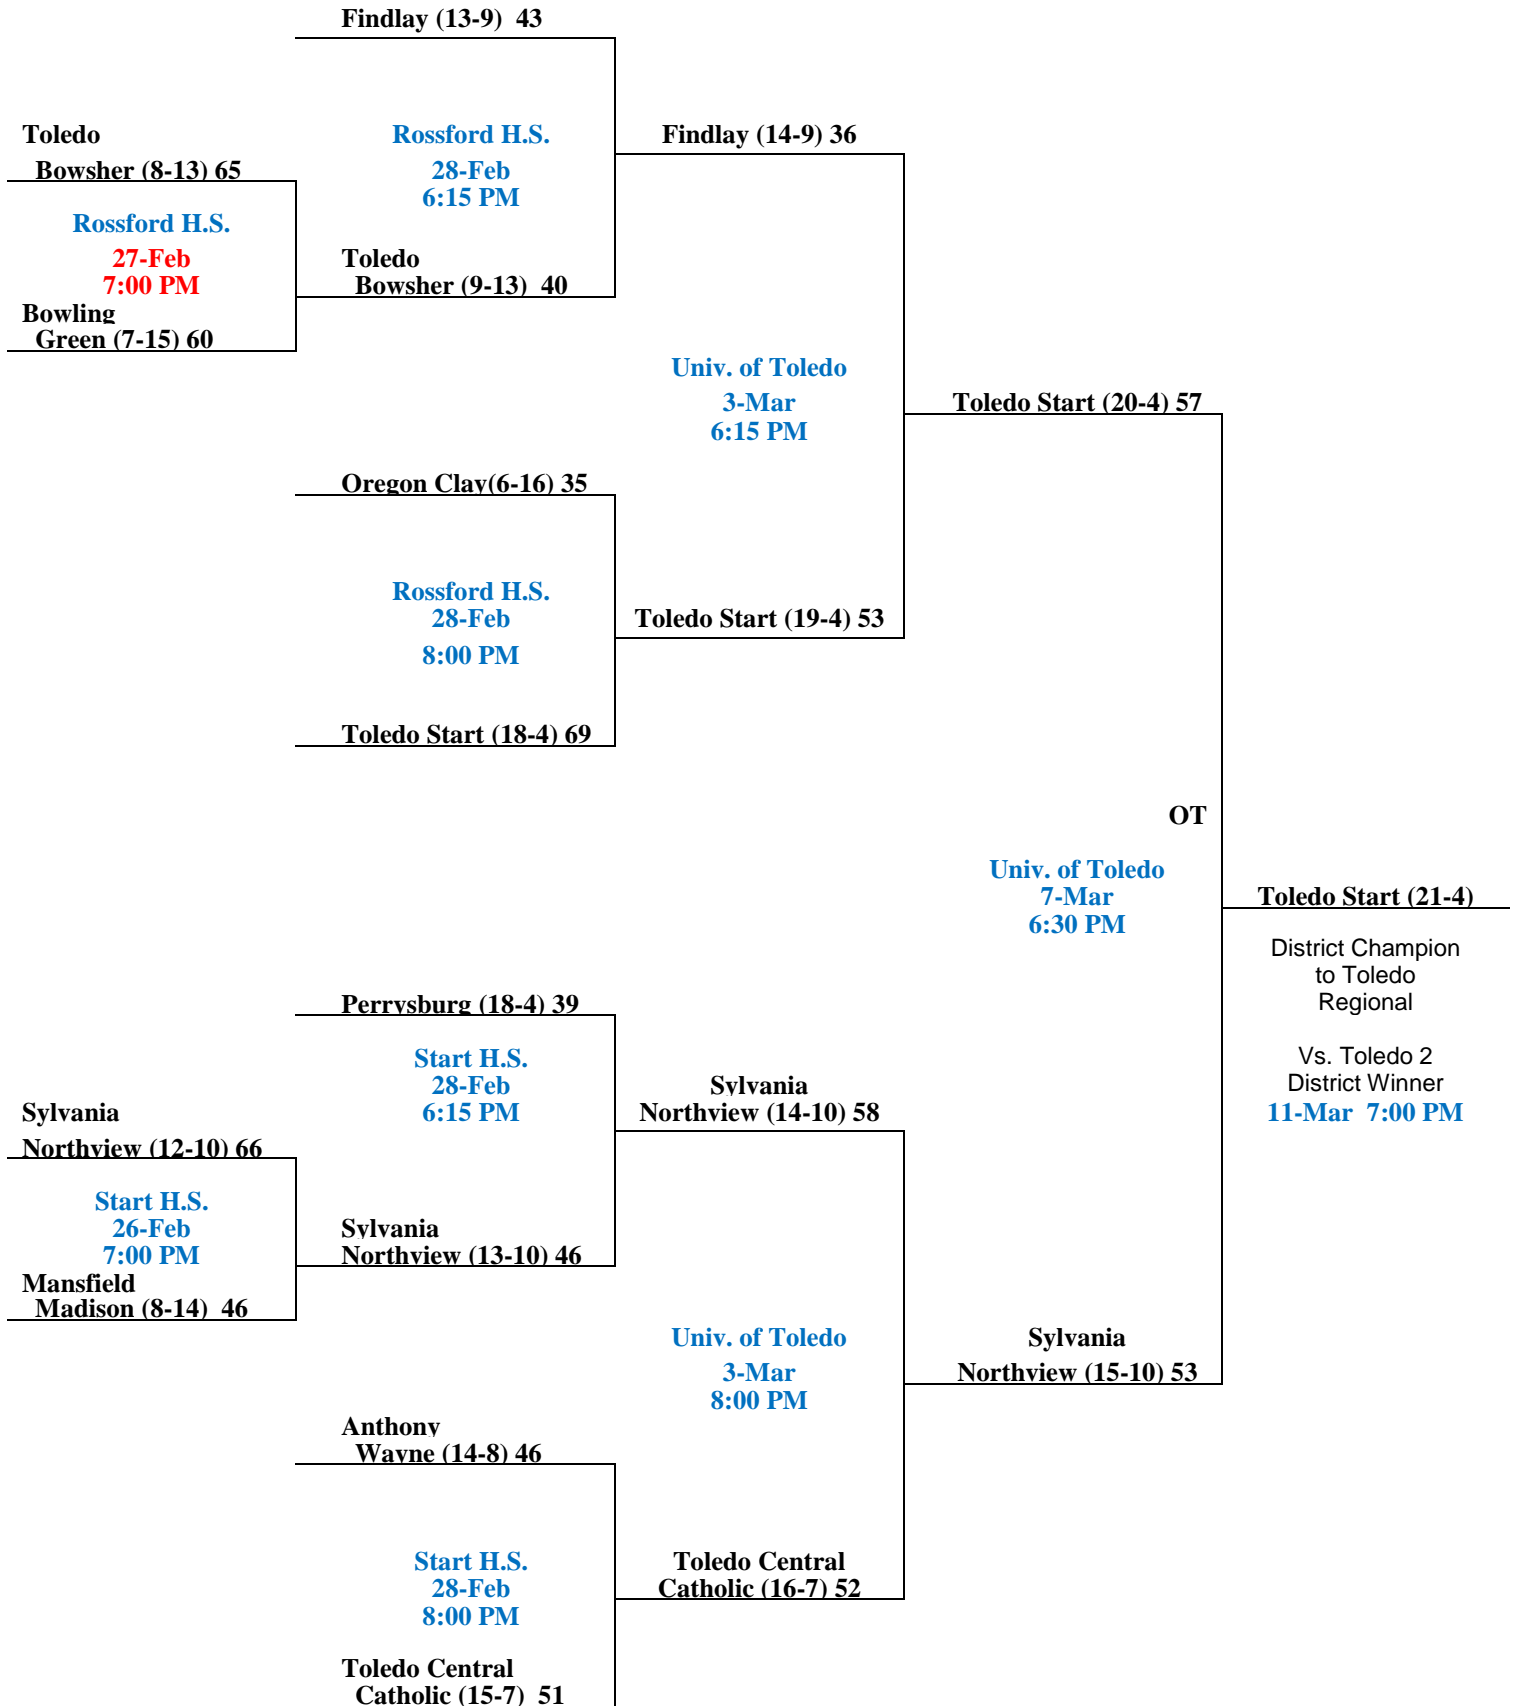 Findlay (13-9)  43
Toledo
Bowsher (8-13) 65
Rossford H.S.
27-Feb
7:00 PM
Bowling
Green (7-15) 60
Rossford H.S.
28-Feb
6:15 PM
Toledo
Bowsher (9-13)  40
Findlay (14-9) 36
Univ. of Toledo
3-Mar
6:15 PM
Oregon Clay(6-16) 35
Rossford H.S.
28-Feb
8:00 PM
Toledo Start (18-4) 69
Toledo Start (19-4) 53
Toledo Start (20-4) 57
OT
Univ. of Toledo
7-Mar
6:30 PM
Toledo Start (21-4)
District Champion
to Toledo
Regional
Vs. Toledo 2
District Winner
11-Mar  7:00 PM
Perrysburg (18-4) 39
Start H.S.
28-Feb
6:15 PM
Sylvania
Northview (12-10) 66
Start H.S.
26-Feb
7:00 PM
Mansfield
Madison (8-14)  46
Sylvania
Northview (13-10) 46
Sylvania
Northview (14-10) 58
Univ. of Toledo
3-Mar
8:00 PM
Sylvania
Northview (15-10) 53
Anthony
Wayne (14-8) 46
Start H.S.
28-Feb
8:00 PM
Toledo Central
Catholic (15-7)  51
Toledo Central
Catholic (16-7) 52